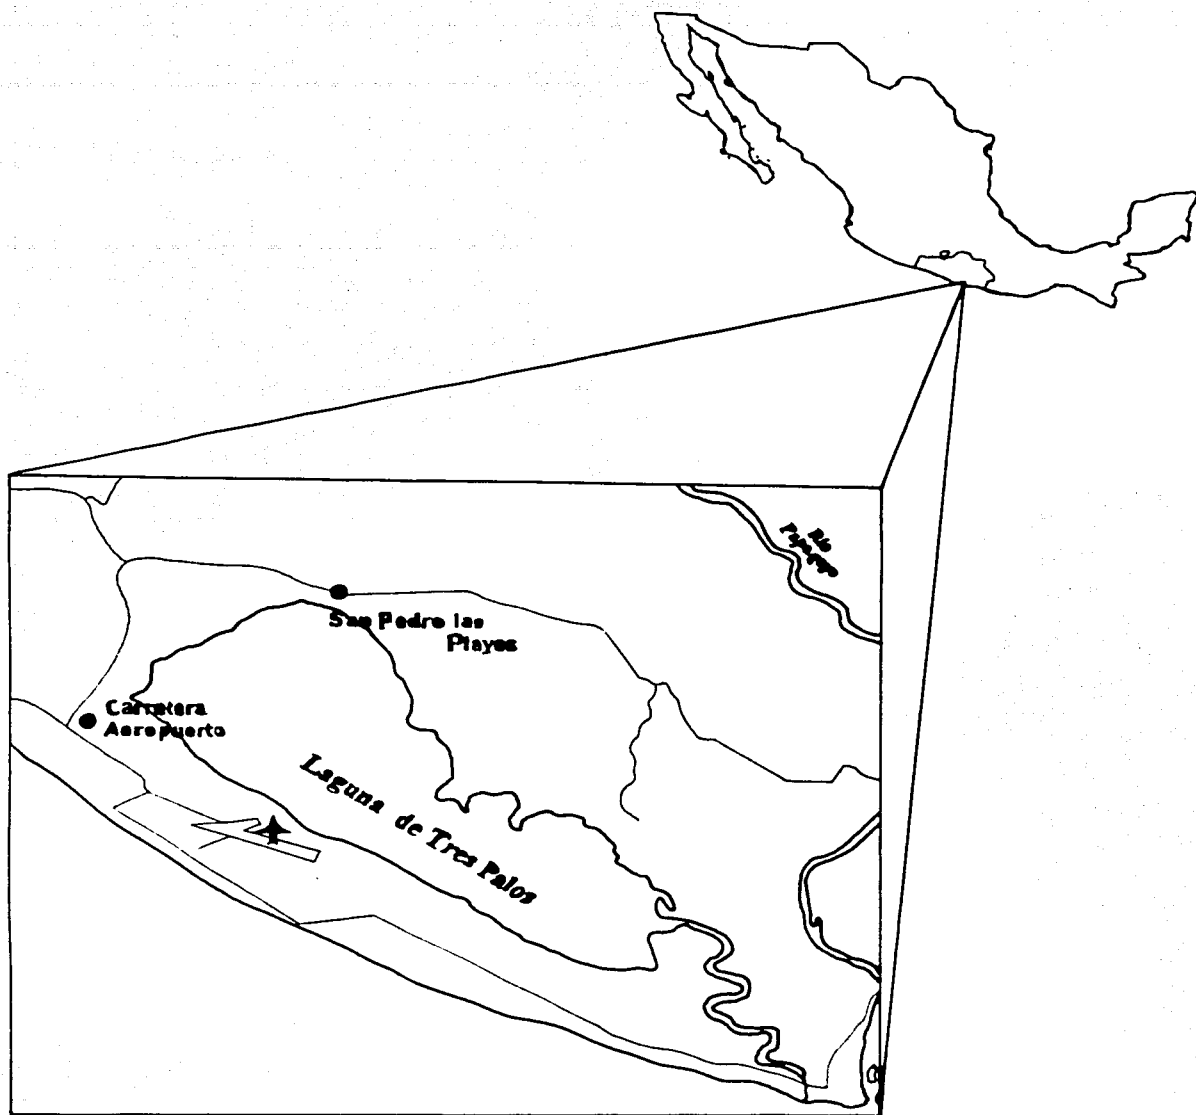 Río
Papagayo
San Pedro las
Playas
Carretera
Aeropuerto
Laguna de Tres Palos